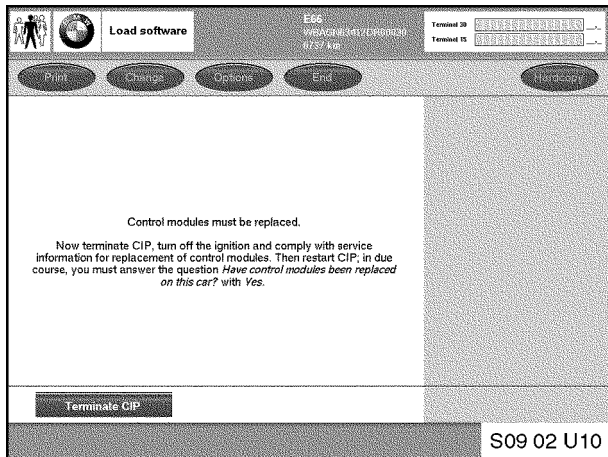 Load software
E66
6737 km
Terminal 30
Terminal 15
Print
Change
Options
End
Hardcopy
Control modules must be replaced.
Now terminate CIP, turn off the ignition and comply with service
information for replacement of control modules. Then restart CIP; in due
course, you must answer the question Have control modules been replaced
on this car? with Yes.
Terminate CIP
S09 02 U10